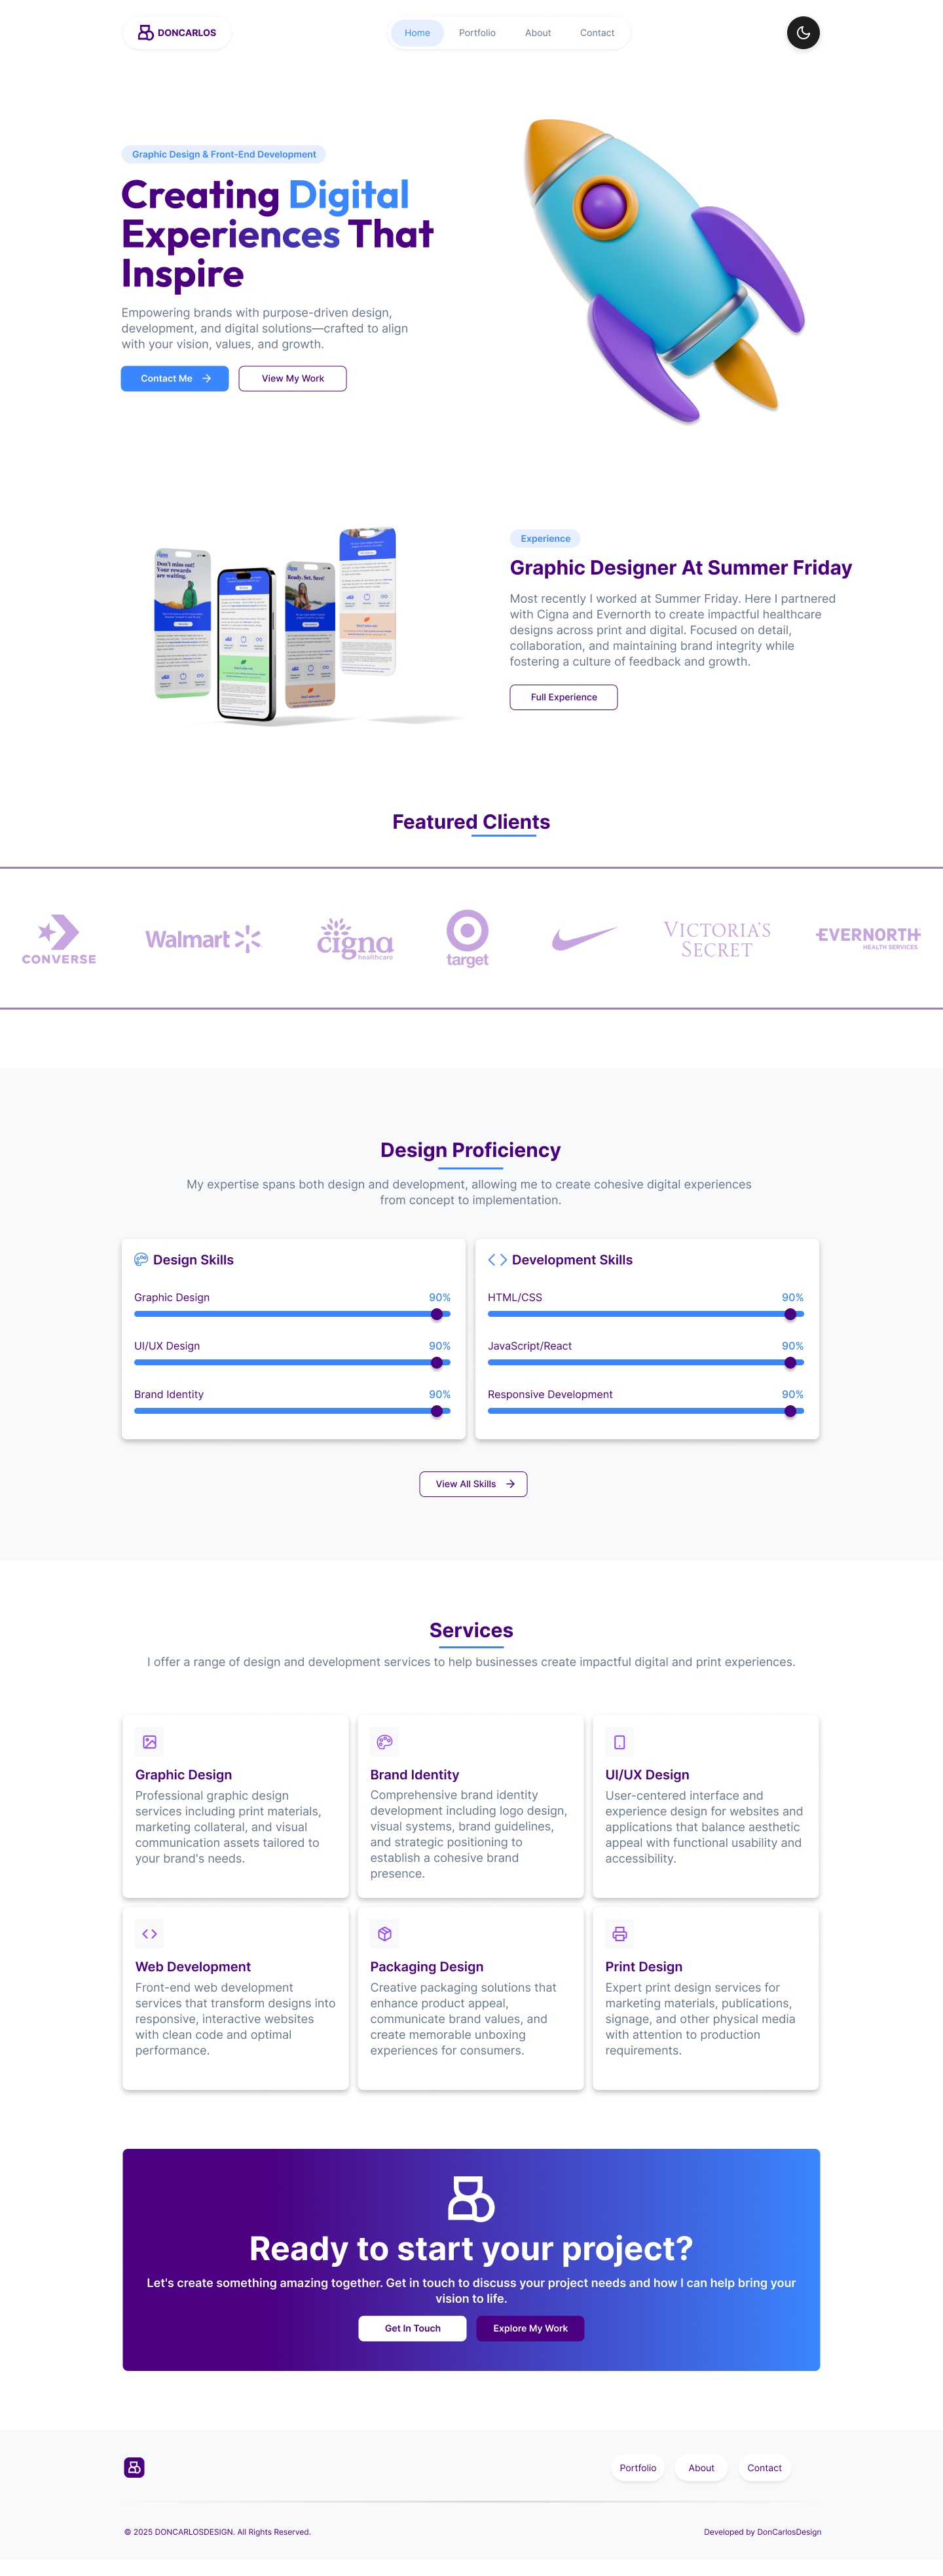 DONCARLOS
Home
Portfolio
About
Contact
Graphic Design & Front-End Development
Creating Digital
Experiences That
Inspire
Empowering brands with purpose-driven design,
development, and digital solutions—crafted to align
with your vision, values, and growth.
Contact Me
View My Work
Don't miss out!
Your rewards
are waiting.
Ready. Set. Save!
Experience
Graphic Designer At Summer Friday
Most recently I worked at Summer Friday. Here I partnered
with Cigna and Evernorth to create impactful healthcare
designs across print and digital. Focused on detail,
collaboration, and maintaining brand integrity while
fostering a culture of feedback and growth.
Full Experience
Featured Clients
CONVERSE
Walmart
cigna
healthcare
target
VICTORIA'S
SECRET
EVERNORTH
HEALTH SERVICES
Design Proficiency
My expertise spans both design and development, allowing me to create cohesive digital experiences
from concept to implementation.
Design Skills
Graphic Design 90%
UI/UX Design 90%
Brand Identity 90%
Development Skills
HTML/CSS 90%
JavaScript/React 90%
Responsive Development 90%
View All Skills
Services
I offer a range of design and development services to help businesses create impactful digital and print experiences.
Graphic Design
Professional graphic design
services including print materials,
marketing collateral, and visual
communication assets tailored to
your brand's needs.
Brand Identity
Comprehensive brand identity
development including logo design,
visual systems, brand guidelines,
and strategic positioning to
establish a cohesive brand
presence.
UI/UX Design
User-centered interface and
experience design for websites and
applications that balance aesthetic
appeal with functional usability and
accessibility.
Web Development
Front-end web development
services that transform designs into
responsive, interactive websites
with clean code and optimal
performance.
Packaging Design
Creative packaging solutions that
enhance product appeal,
communicate brand values, and
create memorable unboxing
experiences for consumers.
Print Design
Expert print design services for
marketing materials, publications,
signage, and other physical media
with attention to production
requirements.
Ready to start your project?
Let's create something amazing together. Get in touch to discuss your project needs and how I can help bring your
vision to life.
Get In Touch
Explore My Work
Portfolio
About
Contact
© 2025 DONCARLOSDESIGN. All Rights Reserved.
Developed by DonCarlosDesign